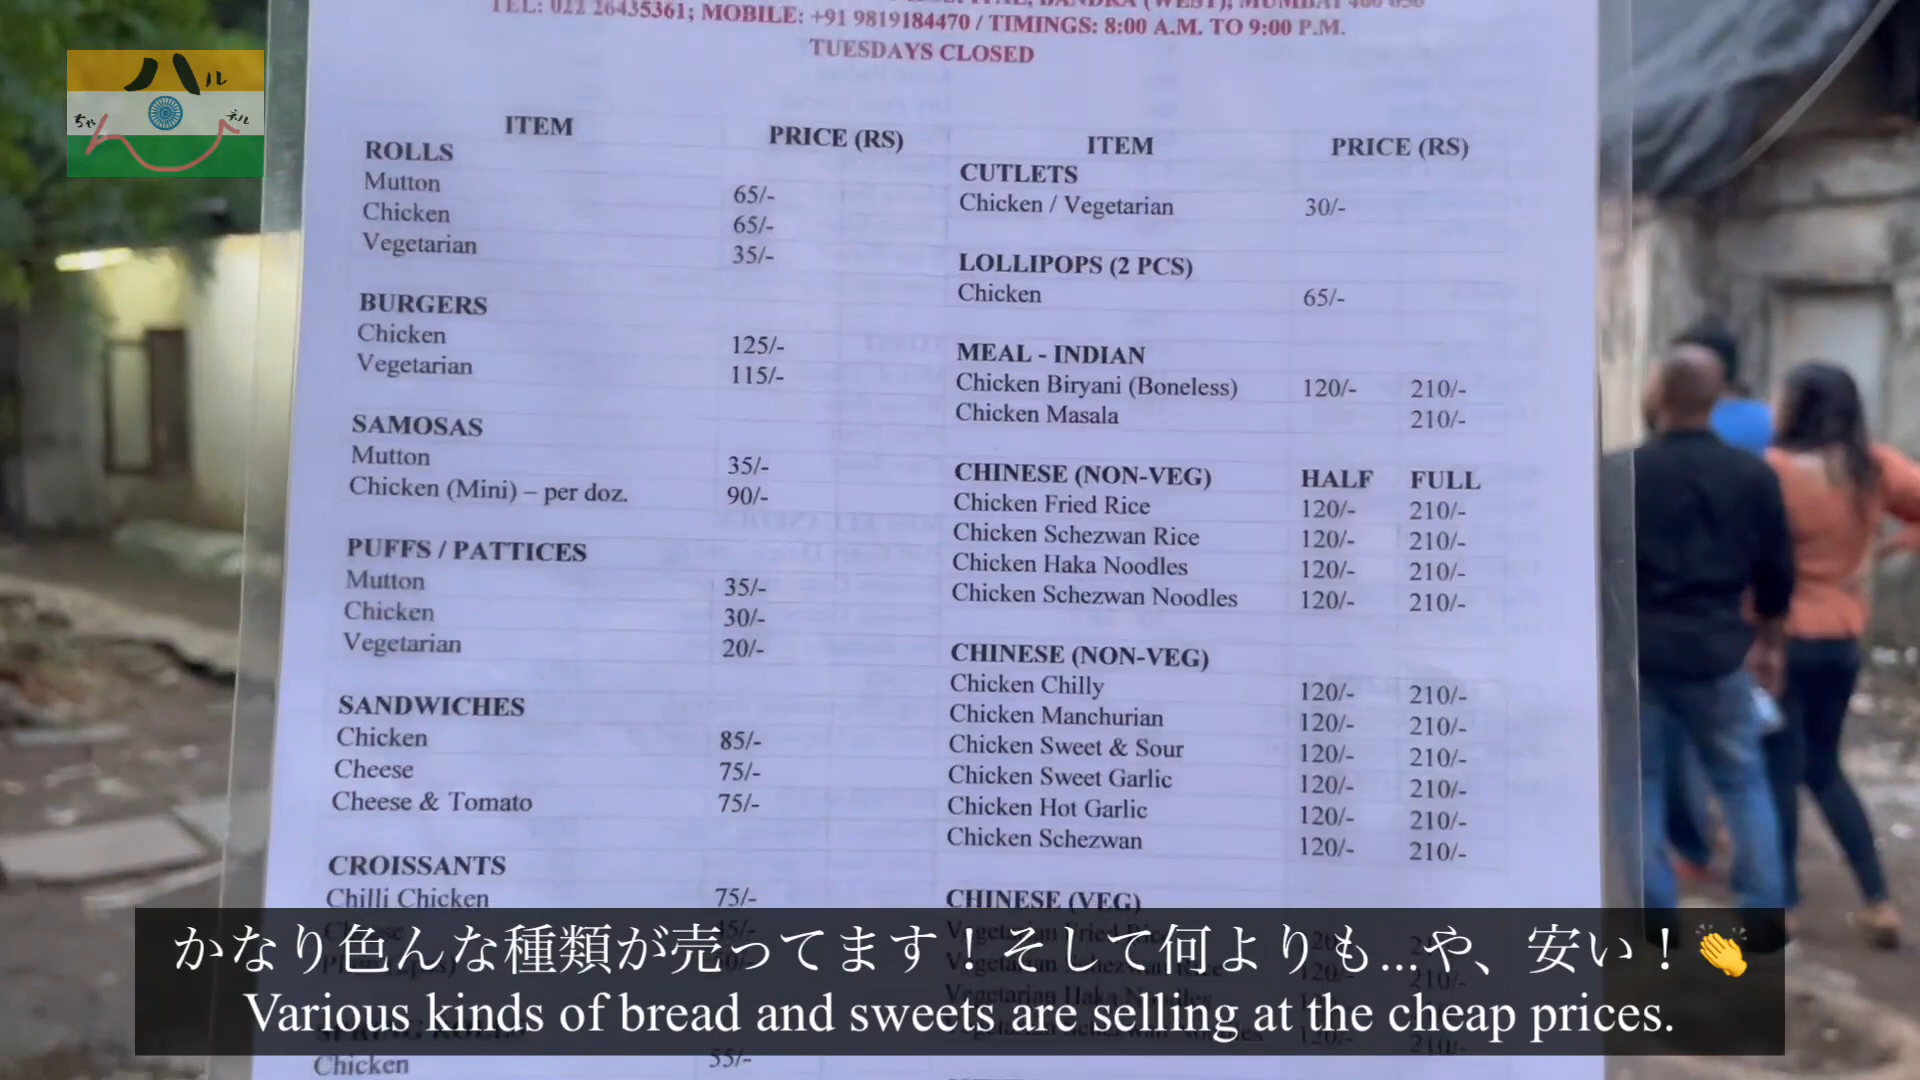 TEL: 022 26435361; MOBILE: +91 9819184470 / TIMINGS: 8:00 A.M. TO 9:00 P.M.
TUESDAYS CLOSED
ハル
ちゃん
ネル
ITEM PRICE (RS)
ROLLS
Mutton 65/-
Chicken 65/-
Vegetarian 35/-
BURGERS
Chicken 125/-
Vegetarian 115/-
SAMOSAS
Mutton 35/-
Chicken (Mini) – per doz. 90/-
PUFFS / PATTICES
Mutton 35/-
Chicken 30/-
Vegetarian 20/-
SANDWICHES
Chicken 85/-
Cheese 75/-
Cheese & Tomato 75/-
CROISSANTS
Chilli Chicken 75/-
Chicken 55/-
ITEM PRICE (RS)
CUTLETS
Chicken / Vegetarian 30/-
LOLLIPOPS (2 PCS)
Chicken 65/-
MEAL - INDIAN
Chicken Biryani (Boneless) 120/- 210/-
Chicken Masala 210/-
CHINESE (NON-VEG) HALF FULL
Chicken Fried Rice 120/- 210/-
Chicken Schezwan Rice 120/- 210/-
Chicken Haka Noodles 120/- 210/-
Chicken Schezwan Noodles 120/- 210/-
CHINESE (NON-VEG)
Chicken Chilly 120/- 210/-
Chicken Manchurian 120/- 210/-
Chicken Sweet & Sour 120/- 210/-
Chicken Sweet Garlic 120/- 210/-
Chicken Hot Garlic 120/- 210/-
Chicken Schezwan 120/- 210/-
CHINESE (VEG)
かなり色んな種類が売ってます！そして何よりも...や、安い！👏
Various kinds of bread and sweets are selling at the cheap prices.